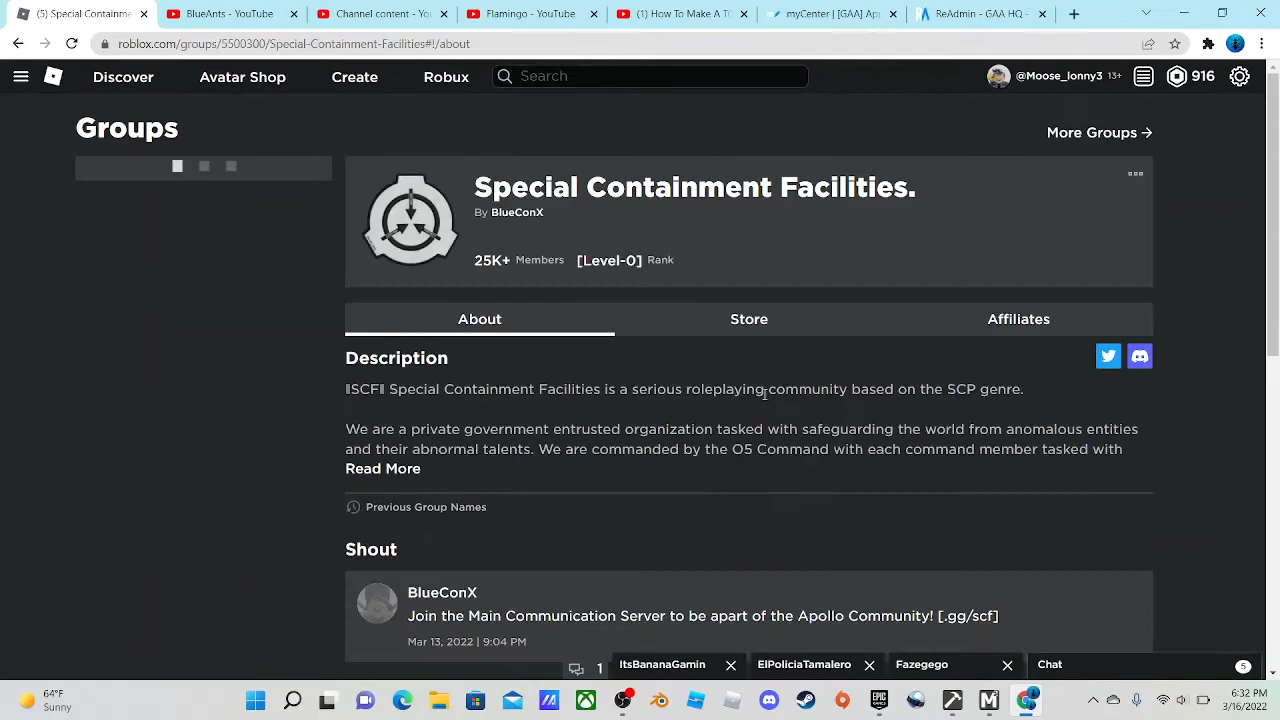 (5) Special Containme
BlueAnts - YouTube
Channel content - YouTube
Flamingo - YouTube
(1) How To Make A TC
myCenter | [GA] Ap
ReAdmin - GAA HQ -
roblox.com/groups/5500300/Special-Containment-Facilities#!/about
Discover
Avatar Shop
Create
Robux
Search
@Moose_lonny3 13+
916
Groups
More Groups
Special Containment Facilities.
By BlueConX
25K+ Members [Level-0] Rank
About
Store
Affiliates
Description
‖SCF‖ Special Containment Facilities is a serious roleplaying community based on the SCP genre.
We are a private government entrusted organization tasked with safeguarding the world from anomalous entities
and their abnormal talents. We are commanded by the O5 Command with each command member tasked with
Read More
Previous Group Names
Shout
BlueConX
Join the Main Communication Server to be apart of the Apollo Community! [.gg/scf]
Mar 13, 2022 | 9:04 PM
1
ItsBananaGamin
ElPoliciaTamalero
Fazegego
Chat
5
64°F
Sunny
EPIC GAMES
6:32 PM
3/16/2022